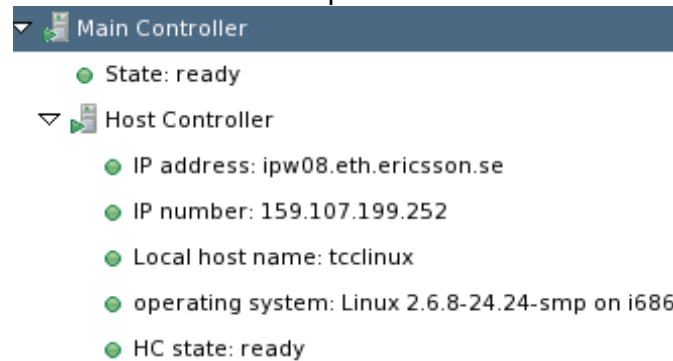 Main Controller
State: ready
Host Controller
IP address: ipw08.eth.ericsson.se
IP number: 159.107.199.252
Local host name: tcclinux
operating system: Linux 2.6.8-24.24-smp on i686
HC state: ready